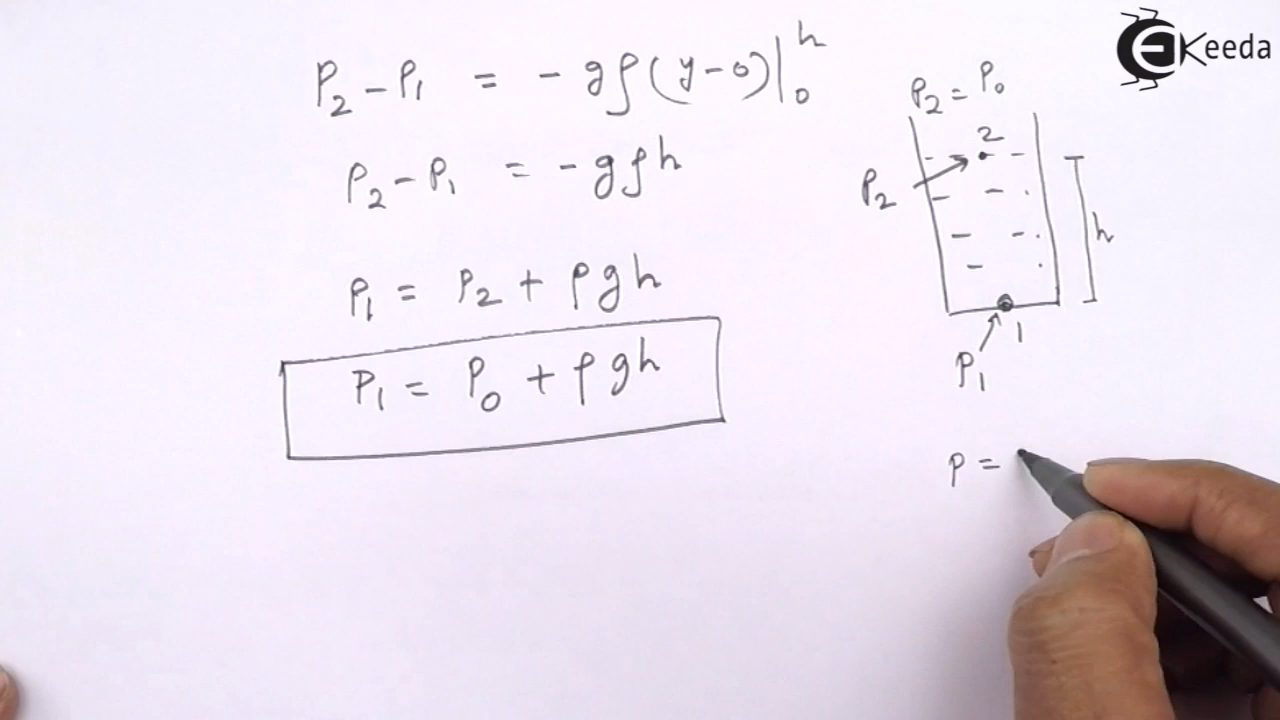 P₂ - P₁ = - gρ(y-0)|₀ʰ
P₂ - P₁ = - gρh
P₁ = P₂ + ρgh
P₁ = P₀ + ρgh
EKeeda
P₂ = P₀
2
P₂
h
1
P₁
P =